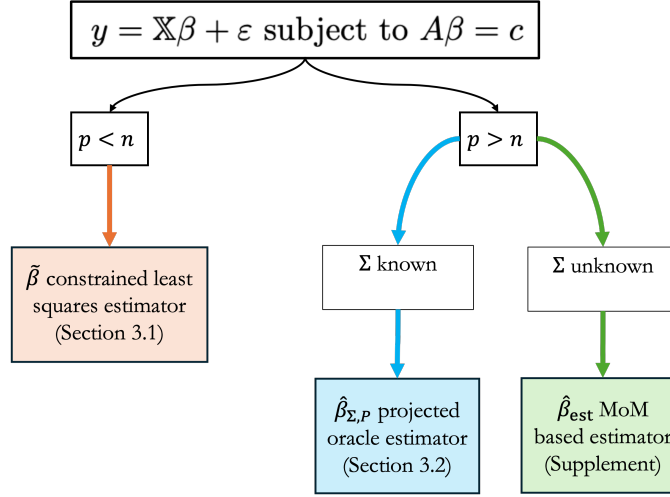 y = 𝕏β + ε subject to Aβ = c
p < n
p > n
Σ known
Σ unknown
β̃ constrained least
squares estimator
(Section 3.1)
β̂_{Σ,P} projected
oracle estimator
(Section 3.2)
β̂_est MoM
based estimator
(Supplement)